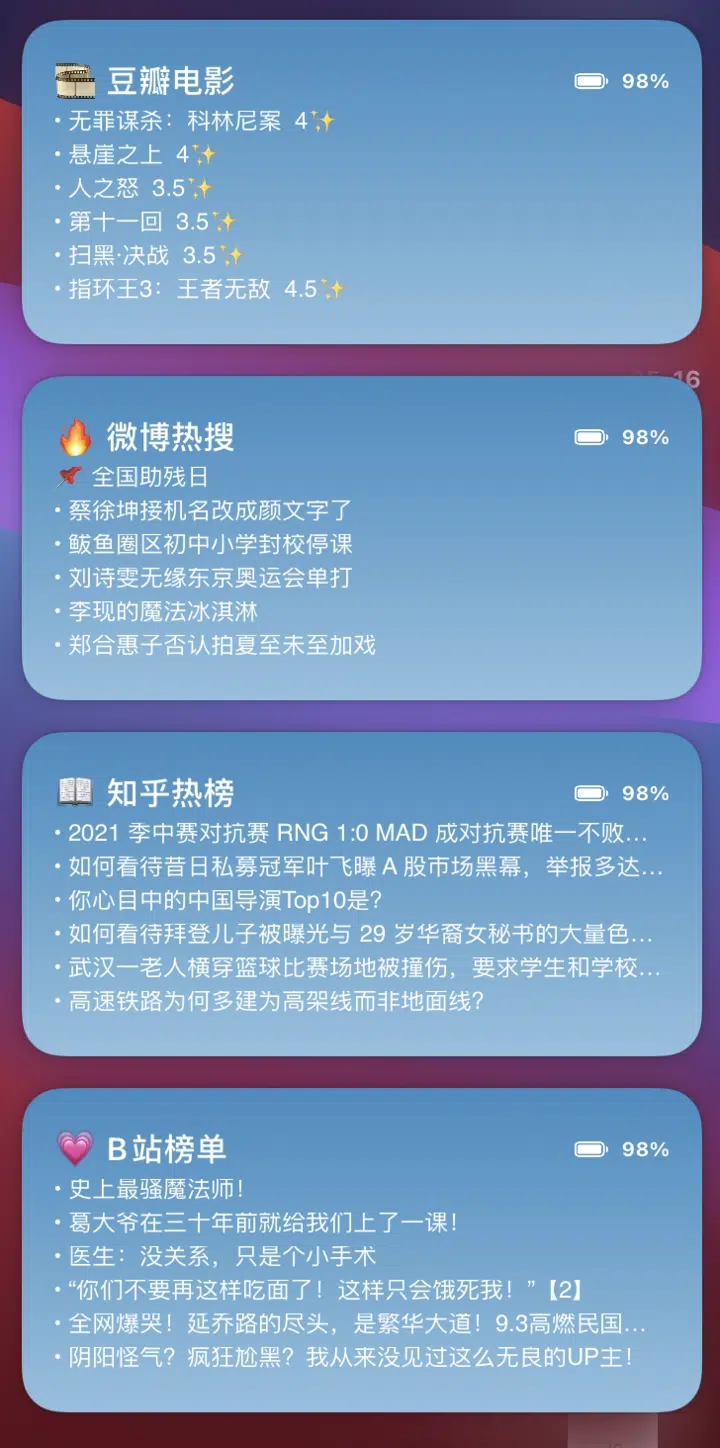 豆瓣电影 98%
• 无罪谋杀：科林尼案 4✨
• 悬崖之上 4✨
• 人之怒 3.5✨
• 第十一回 3.5✨
• 扫黑·决战 3.5✨
• 指环王3：王者无敌 4.5✨
16
微博热搜 98%
📌 全国助残日
• 蔡徐坤接机名改成颜文字了
• 鲅鱼圈区初中小学封校停课
• 刘诗雯无缘东京奥运会单打
• 李现的魔法冰淇淋
• 郑合惠子否认拍夏至未至加戏
知乎热榜 98%
• 2021 季中赛对抗赛 RNG 1:0 MAD 成对抗赛唯一不败…
• 如何看待昔日私募冠军叶飞曝 A 股市场黑幕，举报多达…
• 你心目中的中国导演Top10是？
• 如何看待拜登儿子被曝光与 29 岁华裔女秘书的大量色…
• 武汉一老人横穿篮球比赛场地被撞伤，要求学生和学校…
• 高速铁路为何多建为高架线而非地面线？
B站榜单 98%
• 史上最骚魔法师！
• 葛大爷在三十年前就给我们上了一课！
• 医生：没关系，只是个小手术
• “你们不要再这样吃面了！这样只会饿死我！”【2】
• 全网爆哭！延乔路的尽头，是繁华大道！9.3高燃民国…
• 阴阳怪气？疯狂尬黑？我从来没见过这么无良的UP主！